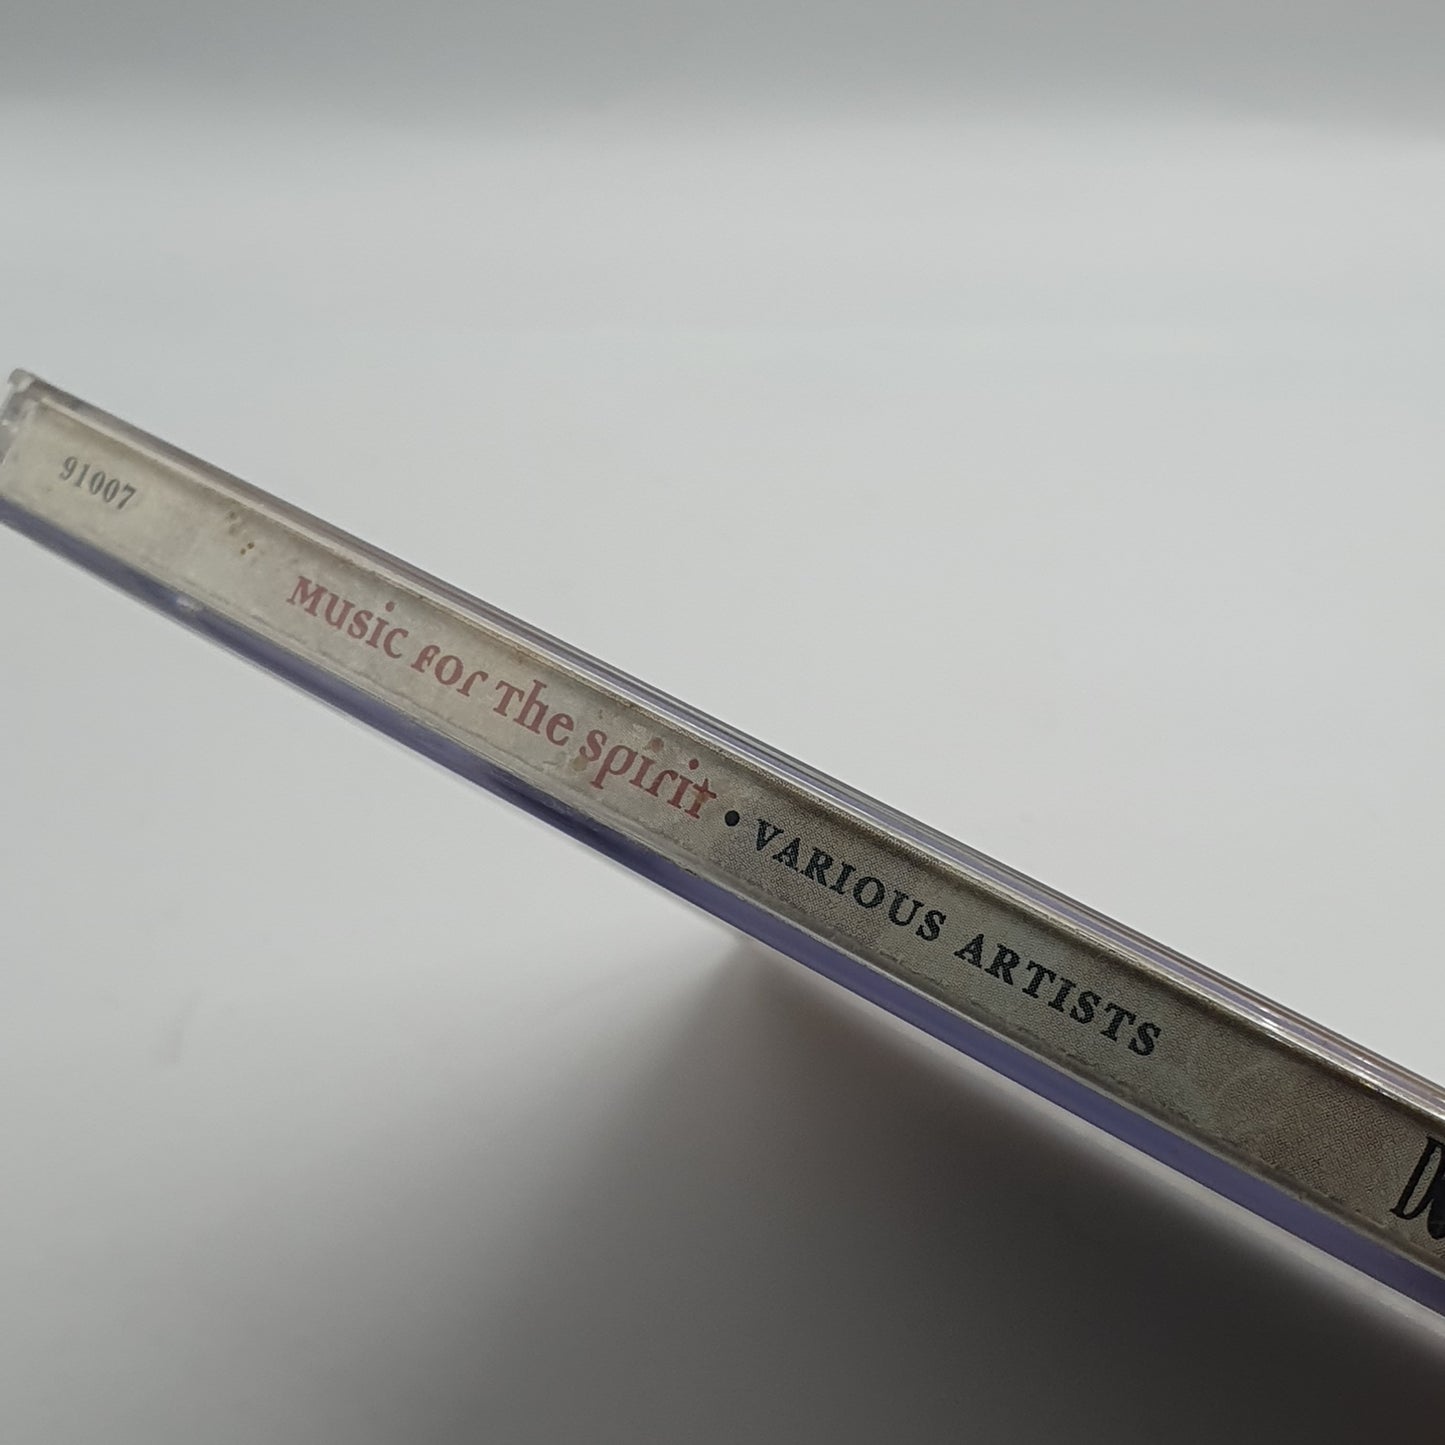 91007 Music for The Spirit • VARIOUS ARTISTS